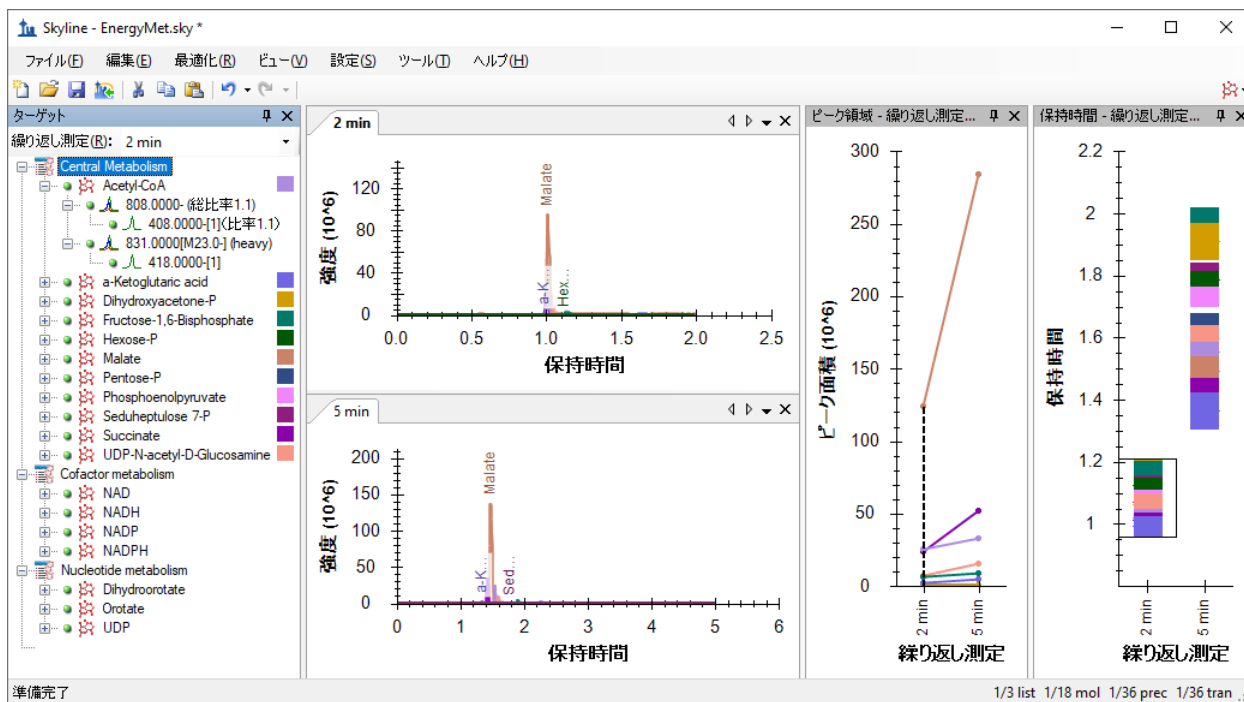 Skyline - EnergyMet.sky *
ファイル(F) 編集(E) 最適化(R) ビュー(V) 設定(S) ツール(T) ヘルプ(H)
ターゲット
繰り返し測定(R): 2 min
Central Metabolism
Acetyl-CoA
808.0000- (総比率1.1)
408.0000-[1](比率1.1)
831.0000[M23.0-] (heavy)
418.0000-[1]
a-Ketoglutaric acid
Dihydroxyacetone-P
Fructose-1,6-Bisphosphate
Hexose-P
Malate
Pentose-P
Phosphoenolpyruvate
Seduheptulose 7-P
Succinate
UDP-N-acetyl-D-Glucosamine
Cofactor metabolism
NAD
NADH
NADP
NADPH
Nucleotide metabolism
Dihydroorotate
Orotate
UDP
2 min
強度 (10^6)
120
80
40
0
Malate
a-K...
Hex...
0.0 0.5 1.0 1.5 2.0 2.5
保持時間
5 min
強度 (10^6)
200
150
100
50
0
Malate
a-K...
Sed...
0 1 2 3 4 5 6
保持時間
ピーク領域 - 繰り返し測定...
ピーク面積 (10^6)
300
250
200
150
100
50
0
2 min
5 min
繰り返し測定
保持時間 - 繰り返し測定...
保持時間
2.2
2
1.8
1.6
1.4
1.2
1
2 min
5 min
繰り返し測定
準備完了
1/3 list 1/18 mol 1/36 prec 1/36 tran